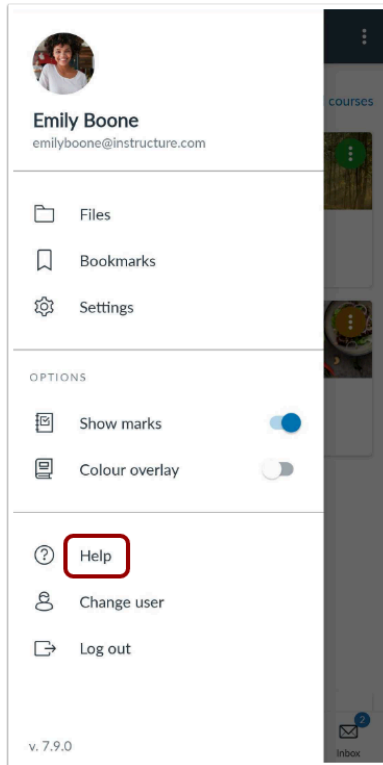 Emily Boone
emilyboone@instructure.com
courses
Files
Bookmarks
Settings
OPTIONS
Show marks
Colour overlay
Help
Change user
Log out
v. 7.9.0
2
Inbox